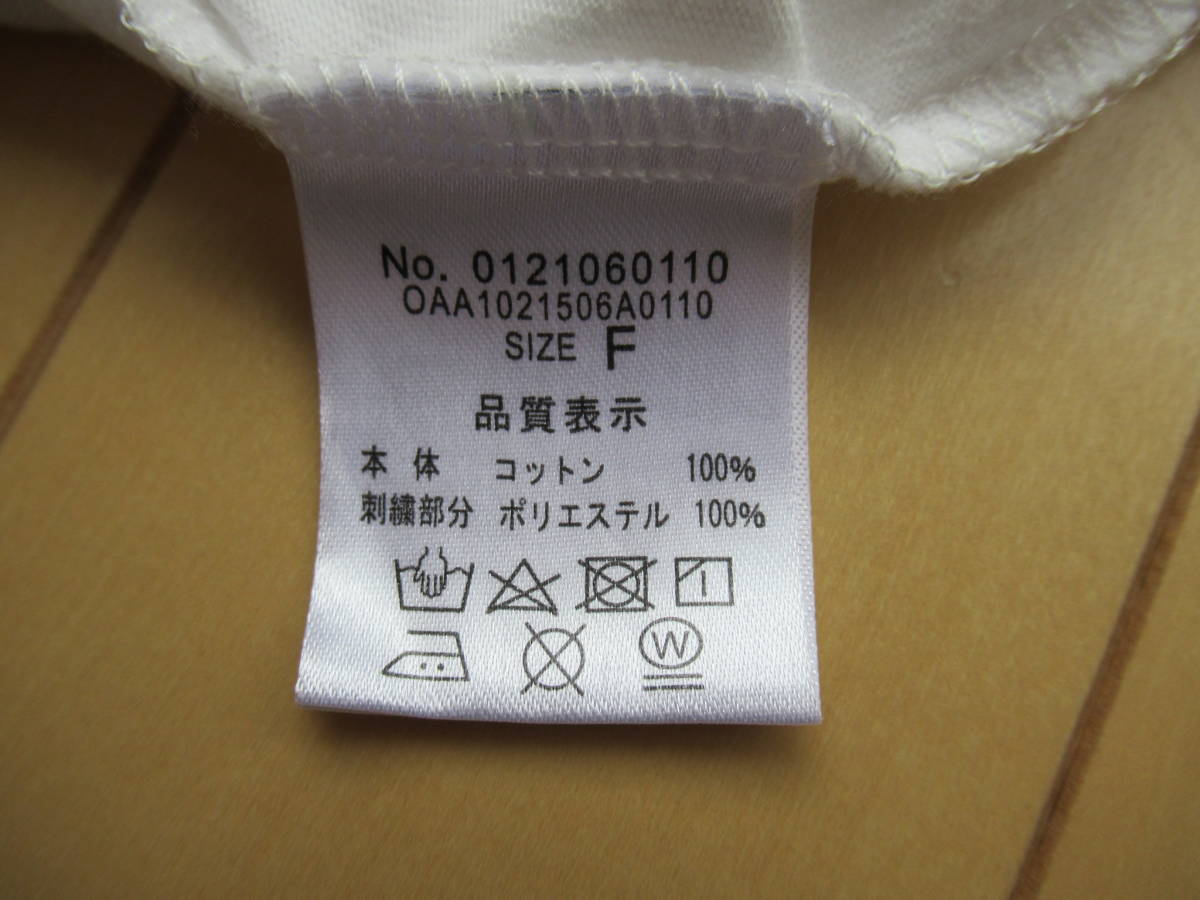 No. 0121060110
OAA1021506A0110
SIZE F
品質表示
本 体 コットン 100%
刺繍部分 ポリエステル 100%
W